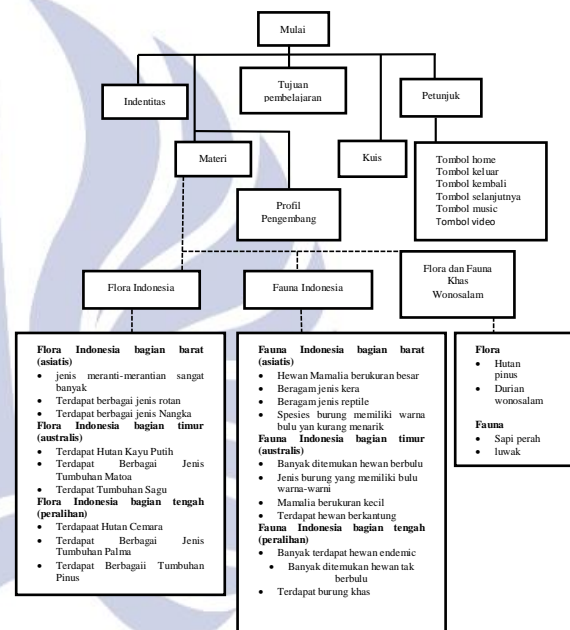 Mulai
Indentitas
Tujuan
pembelajaran
Petunjuk
Materi
Kuis
Profil
Pengembang
Tombol home
Tombol keluar
Tombol kembali
Tombol selanjutnya
Tombol music
Tombol video
Flora Indonesia
Fauna Indonesia
Flora dan Fauna
Khas
Wonosalam
Flora Indonesia bagian barat
(asiatis)
• jenis meranti-merantian sangat
banyak
• Terdapat berbagai jenis rotan
• Terdapat berbagai jenis Nangka
Flora Indonesia bagian timur
(australis)
• Terdapat Hutan Kayu Putih
• Terdapat Berbagai Jenis
Tumbuhan Matoa
• Terdapat Tumbuhan Sagu
Flora Indonesia bagian tengah
(peralihan)
• Terdapaat Hutan Cemara
• Terdapat Berbagai Jenis
Tumbuhan Palma
• Terdapat Berbagaii Tumbuhan
Pinus
Fauna Indonesia bagian barat
(asiatis)
• Hewan Mamalia berukuran besar
• Beragam jenis kera
• Beragam jenis reptile
• Spesies burung memiliki warna
bulu yan kurang menarik
Fauna Indonesia bagian timur
(australis)
• Banyak ditemukan hewan berbulu
• Jenis burung yang memiliki bulu
warna-warni
• Mamalia berukuran kecil
• Terdapat hewan berkantung
Fauna Indonesia bagian tengah
(peralihan)
• Banyak terdapat hewan endemic
• Banyak ditemukan hewan tak
berbulu
• Terdapat burung khas
Flora
• Hutan
pinus
• Durian
wonosalam
Fauna
• Sapi perah
• luwak